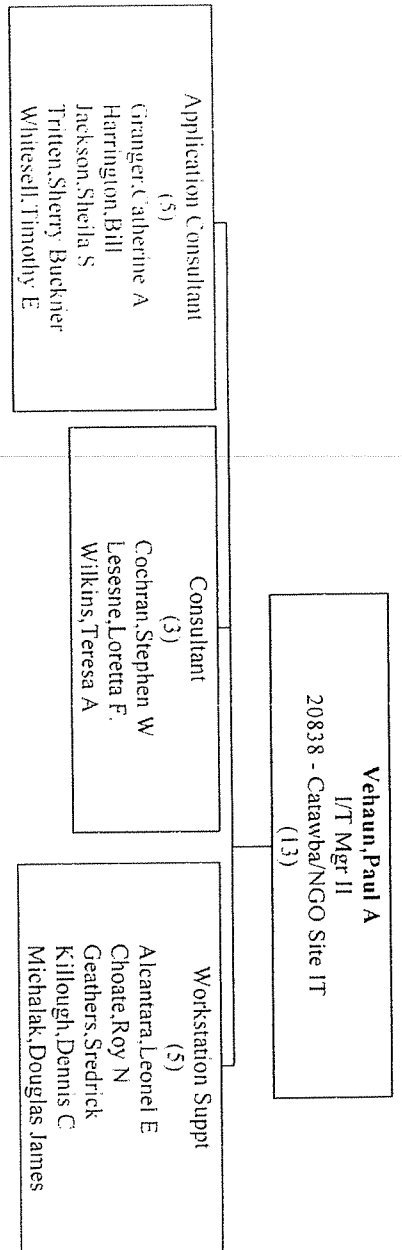 Vehaun,Paul A
I/T Mgr II
20838 - Catawba/NGO Site IT
(13)
Application Consultant
(5)
Granger,Catherine A
Harrington,Bill
Jackson,Sheila S
Tritten,Sherry Buckner
Whitesell,Timothy E
Consultant
(3)
Cochran,Stephen W
Lesesne,Loretta F.
Wilkins,Teresa A
Workstation Suppt
(5)
Alcantara,Leonel E
Choate,Roy N
Geathers,Sredrick
Killough,Dennis C
Michalak,Douglas James